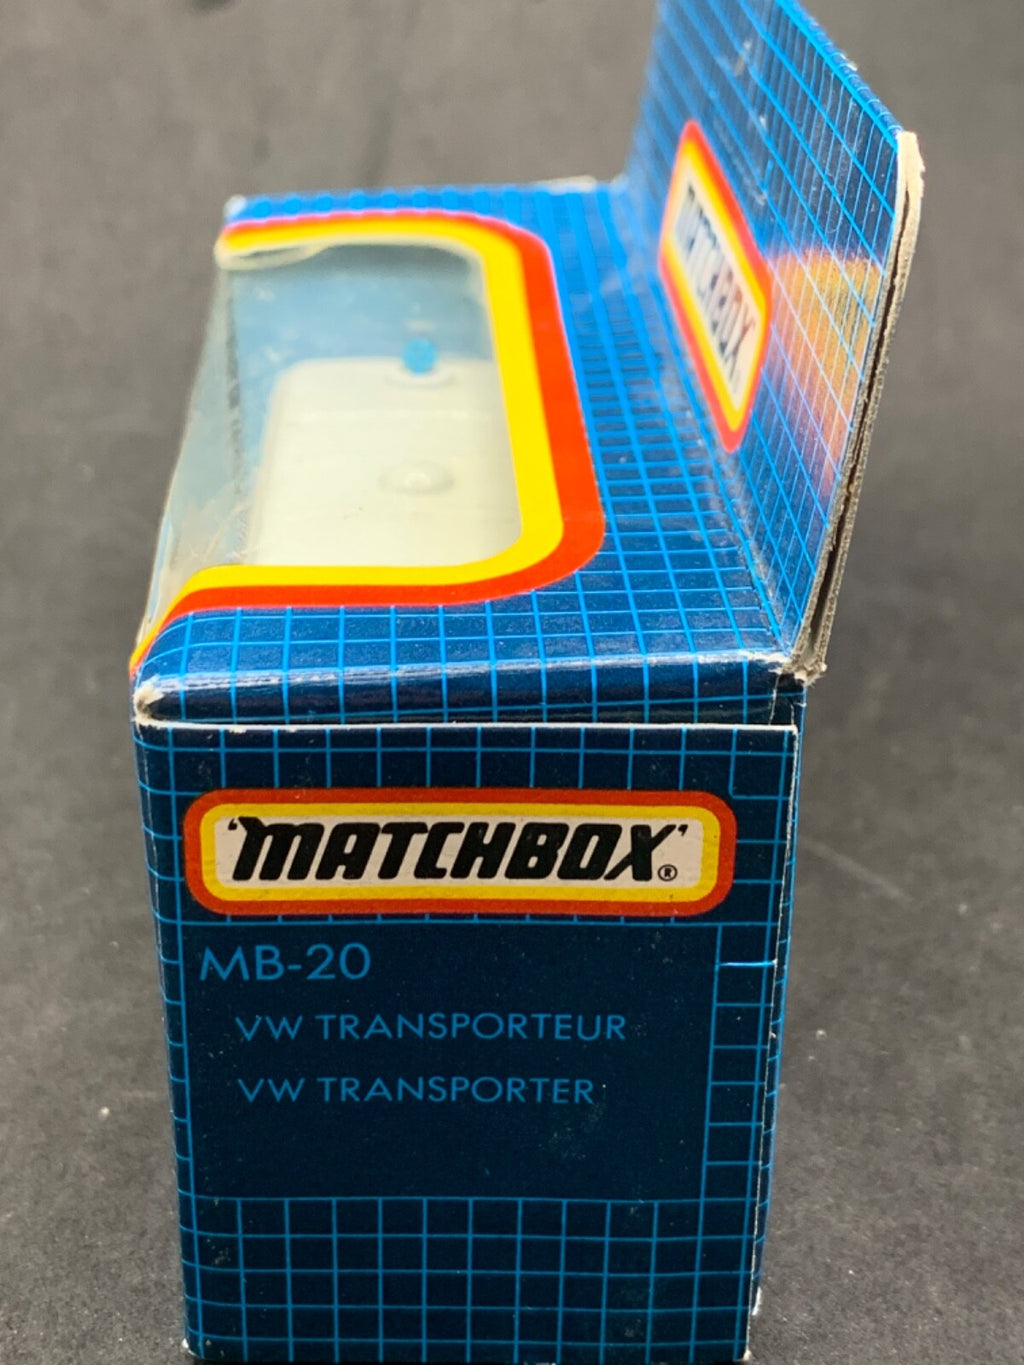 MATCHBOX
'MATCHBOX'®
MB-20
VW TRANSPORTEUR
VW TRANSPORTER